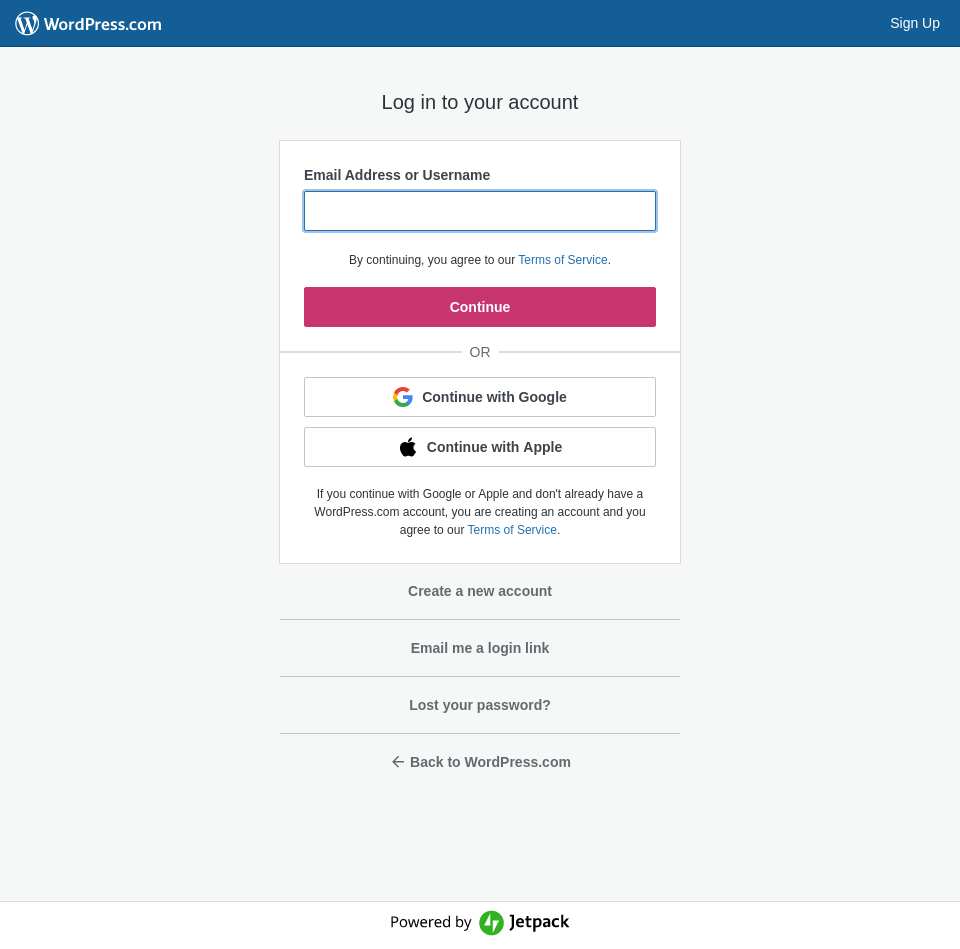 WordPress.com
Sign Up
Log in to your account
Email Address or Username
By continuing, you agree to our Terms of Service.
Continue
OR
Continue with Google
Continue with Apple
If you continue with Google or Apple and don't already have a
WordPress.com account, you are creating an account and you
agree to our Terms of Service.
Create a new account
Email me a login link
Lost your password?
Back to WordPress.com
Powered by Jetpack